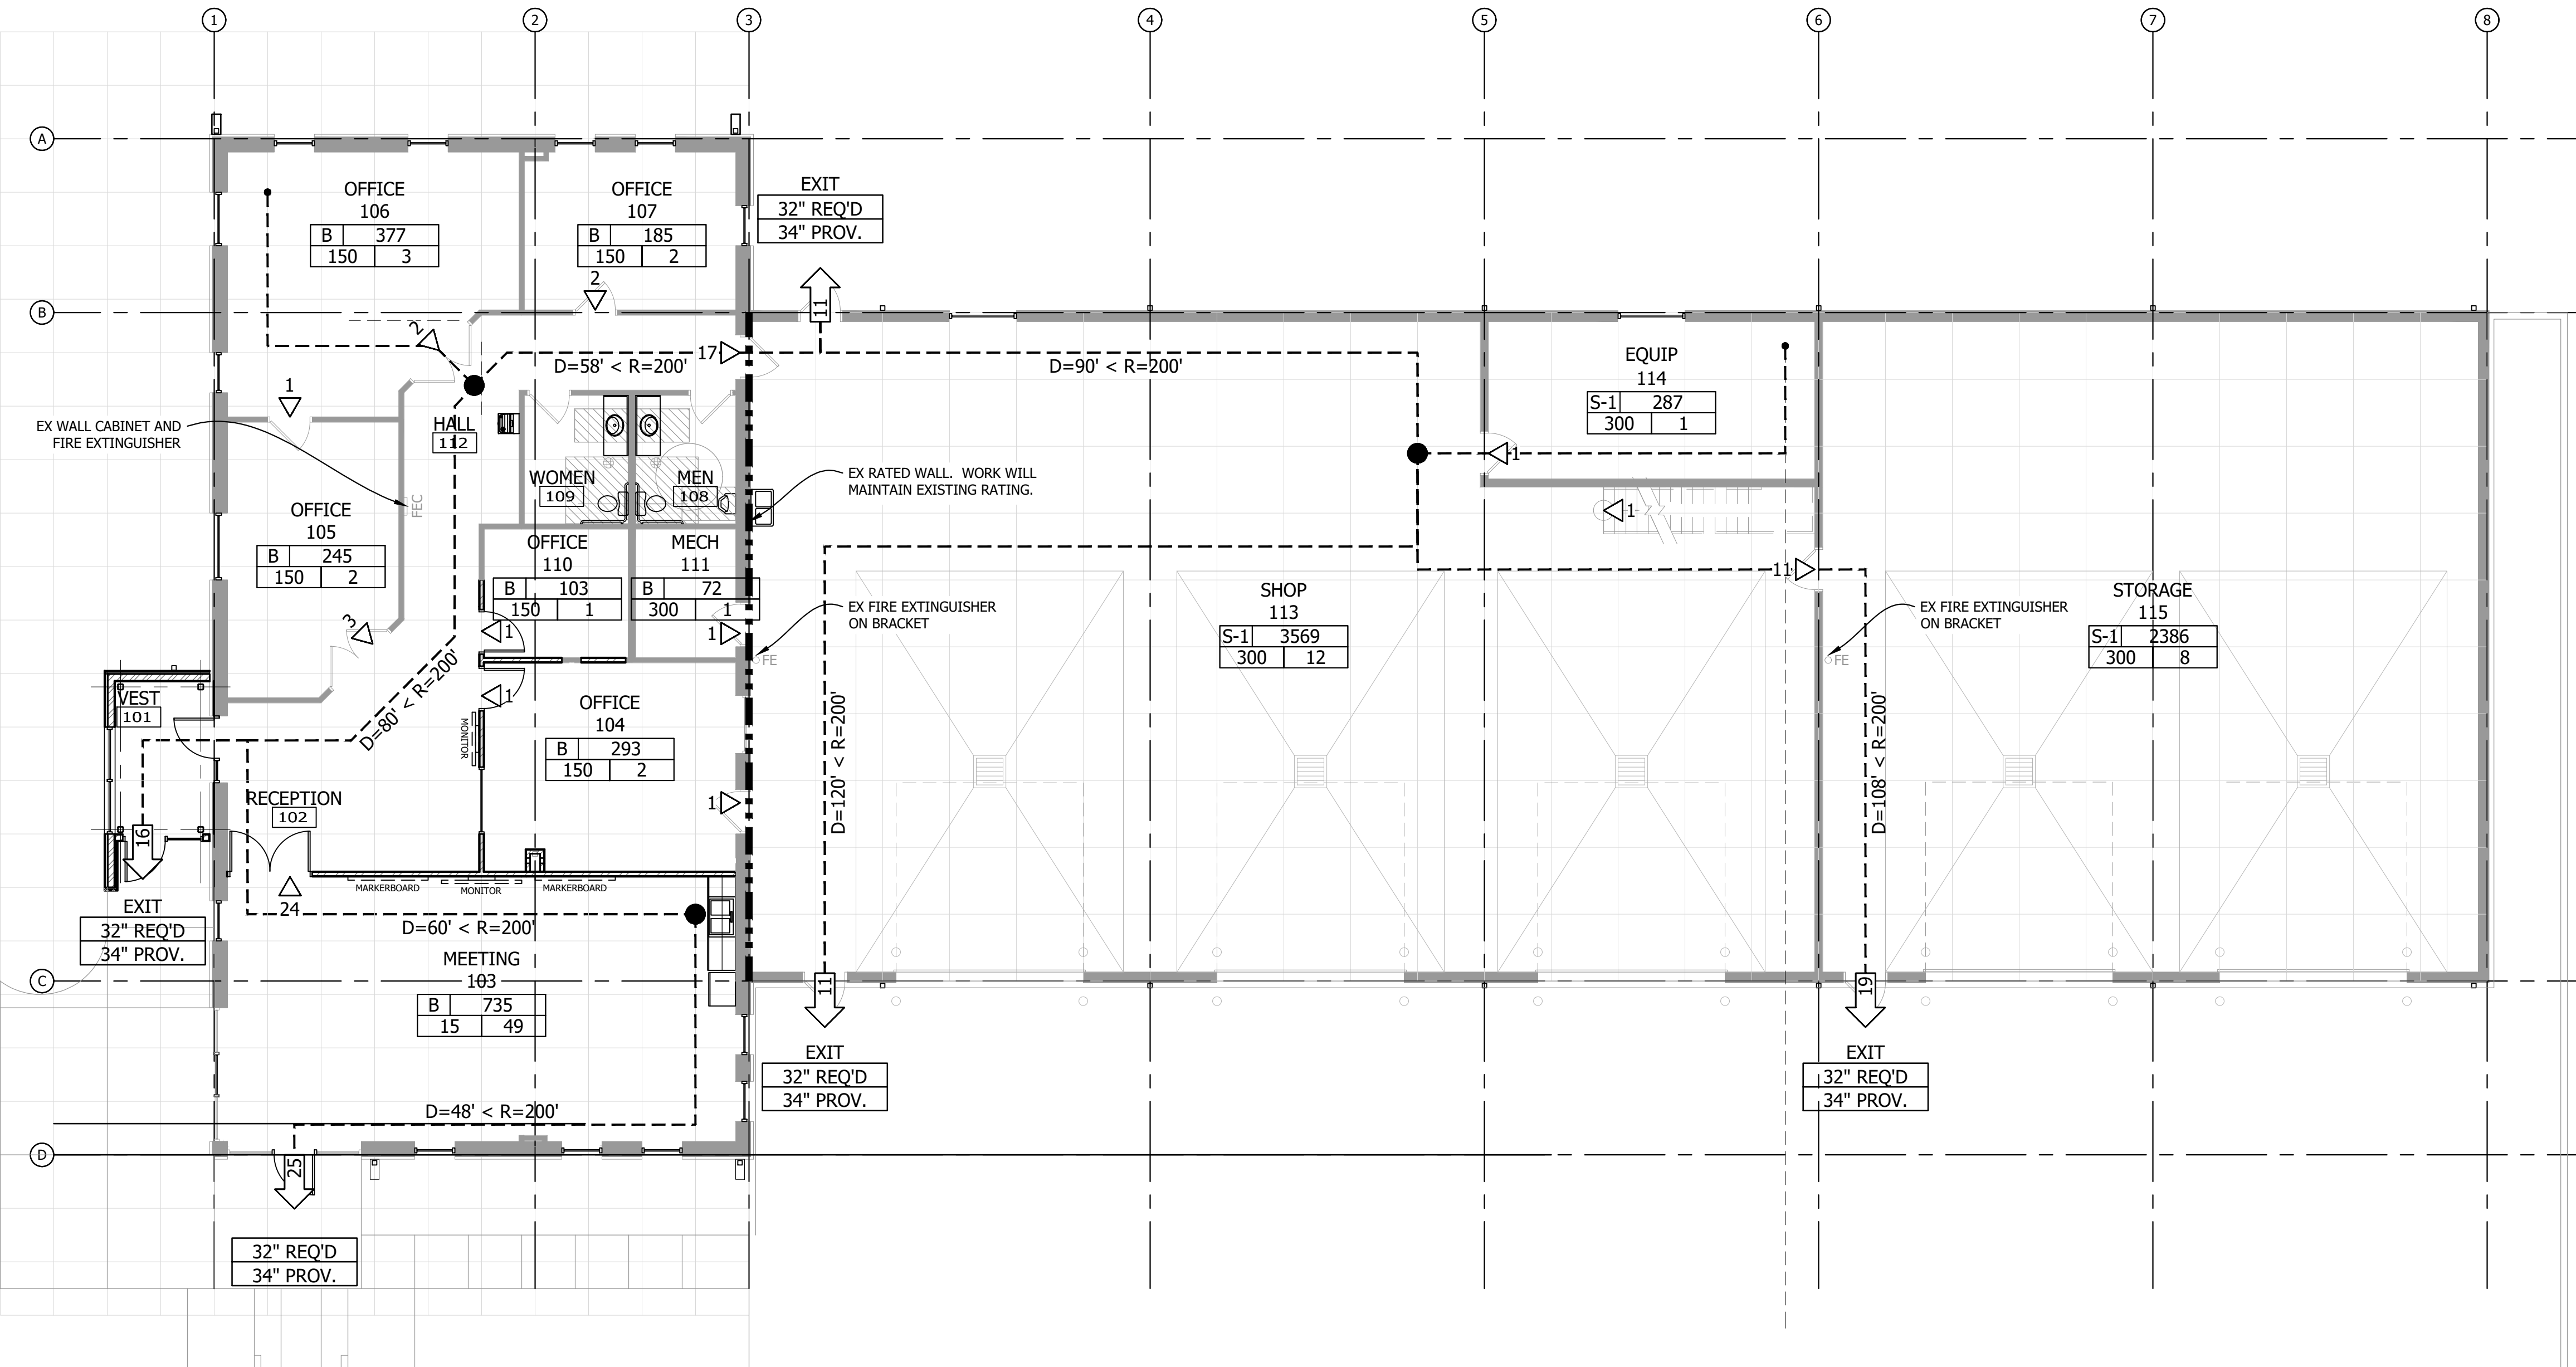 1 2 3 4 5 6 7 8
A
B
C
D
OFFICE
106
B 377
150 3
OFFICE
107
B 185
150 2
EXIT
32" REQ'D
34" PROV.
11
2
2
1
17
D=58' < R=200'
D=90' < R=200'
EQUIP
114
S-1 287
300 1
1
1
EX WALL CABINET AND
FIRE EXTINGUISHER
HALL
112
FEC
WOMEN
109
MEN
108
EX RATED WALL. WORK WILL
MAINTAIN EXISTING RATING.
OFFICE
105
B 245
150 2
3
OFFICE
110
B 103
150 1
1
MECH
111
B 72
300 1
1
EX FIRE EXTINGUISHER
ON BRACKET
FE
SHOP
113
S-1 3569
300 12
11
EX FIRE EXTINGUISHER
ON BRACKET
FE
STORAGE
115
S-1 2386
300 8
VEST
101
D=80' < R=200'
1
MONITOR
OFFICE
104
B 293
150 2
1
D=120' < R=200'
D=108' < R=200'
RECEPTION
102
16
EXIT
32" REQ'D
34" PROV.
24
MARKERBOARD
MONITOR
MARKERBOARD
D=60' < R=200'
MEETING
103
B 735
15 49
D=48' < R=200'
25
32" REQ'D
34" PROV.
11
EXIT
32" REQ'D
34" PROV.
19
EXIT
32" REQ'D
34" PROV.